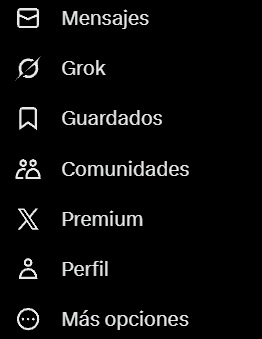 Mensajes
Grok
Guardados
Comunidades
Premium
Perfil
Más opciones